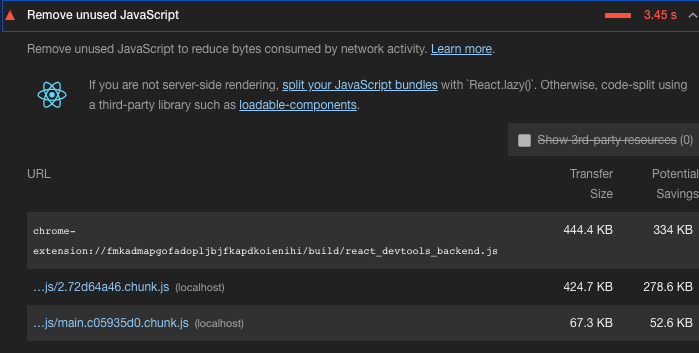 Remove unused JavaScript 3.45 s
Remove unused JavaScript to reduce bytes consumed by network activity. Learn more.
If you are not server-side rendering, split your JavaScript bundles with `React.lazy()`. Otherwise, code-split using
a third-party library such as loadable-components.
Show 3rd-party resources (0)
URL Transfer Size Potential Savings
chrome-
extension://fmkadmapgofadopljbjfkapdkoienihi/build/react_devtools_backend.js 444.4 KB 334 KB
…js/2.72d64a46.chunk.js (localhost) 424.7 KB 278.6 KB
…js/main.c05935d0.chunk.js (localhost) 67.3 KB 52.6 KB